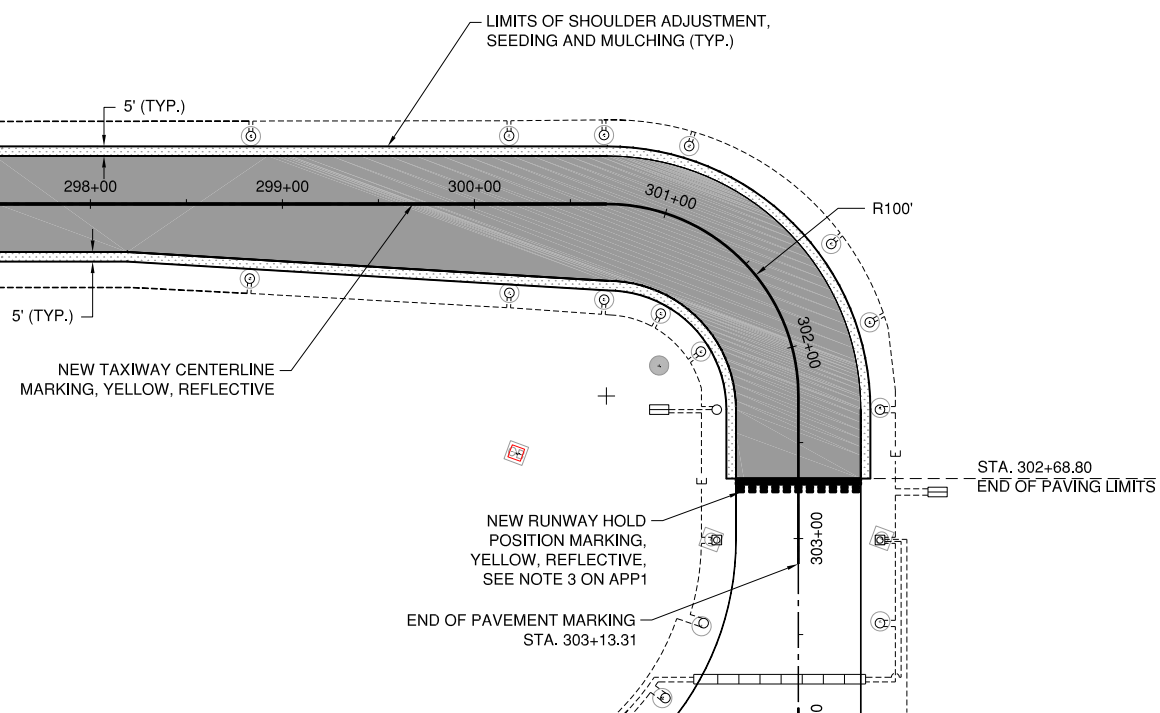 LIMITS OF SHOULDER ADJUSTMENT,
SEEDING AND MULCHING (TYP.)
5' (TYP.)
298+00
299+00
300+00
301+00
R100'
5' (TYP.)
302+00
NEW TAXIWAY CENTERLINE
MARKING, YELLOW, REFLECTIVE
STA. 302+68.80
END OF PAVING LIMITS
NEW RUNWAY HOLD
POSITION MARKING,
YELLOW, REFLECTIVE,
SEE NOTE 3 ON APP1
303+00
END OF PAVEMENT MARKING
STA. 303+13.31